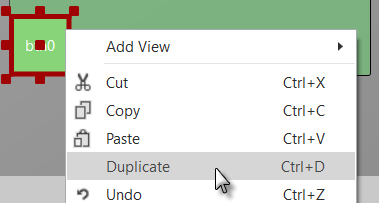 Add View
Cut Ctrl+X
Copy Ctrl+C
Paste Ctrl+V
Duplicate Ctrl+D
Undo Ctrl+Z